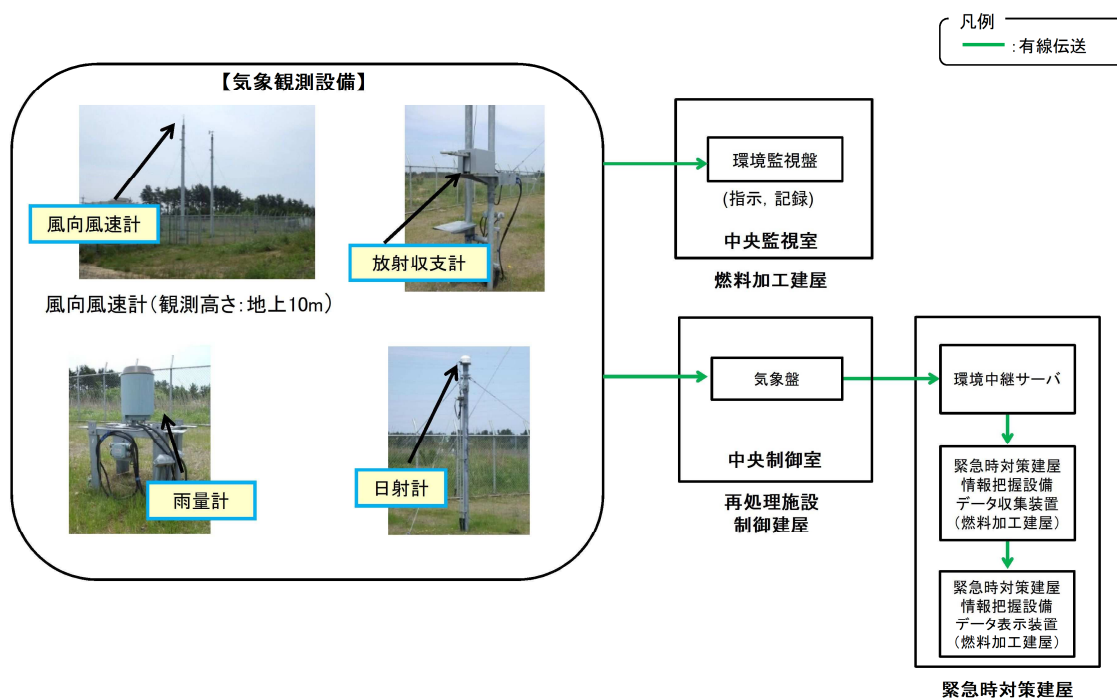 凡例
:有線伝送
【気象観測設備】
風向風速計
放射収支計
風向風速計(観測高さ:地上10m)
雨量計
日射計
環境監視盤
(指示,記録)
中央監視室
燃料加工建屋
気象盤
中央制御室
再処理施設
制御建屋
環境中継サーバ
緊急時対策建屋
情報把握設備
データ収集装置
(燃料加工建屋)
緊急時対策建屋
情報把握設備
データ表示装置
(燃料加工建屋)
緊急時対策建屋